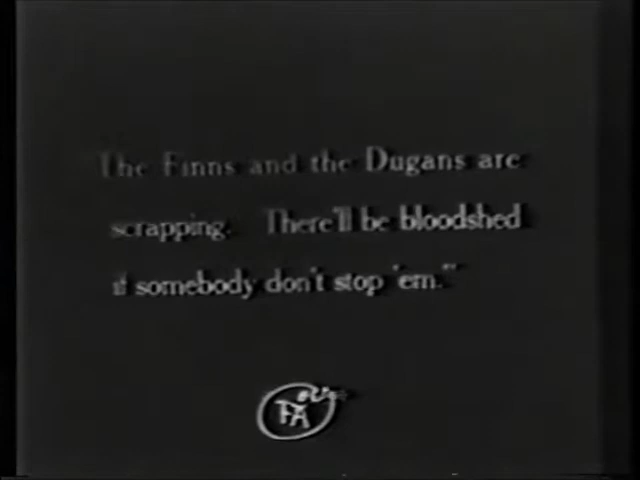 The Finns and the Dugans are
scrapping. There'll be bloodshed
if somebody don't stop 'em."
FA